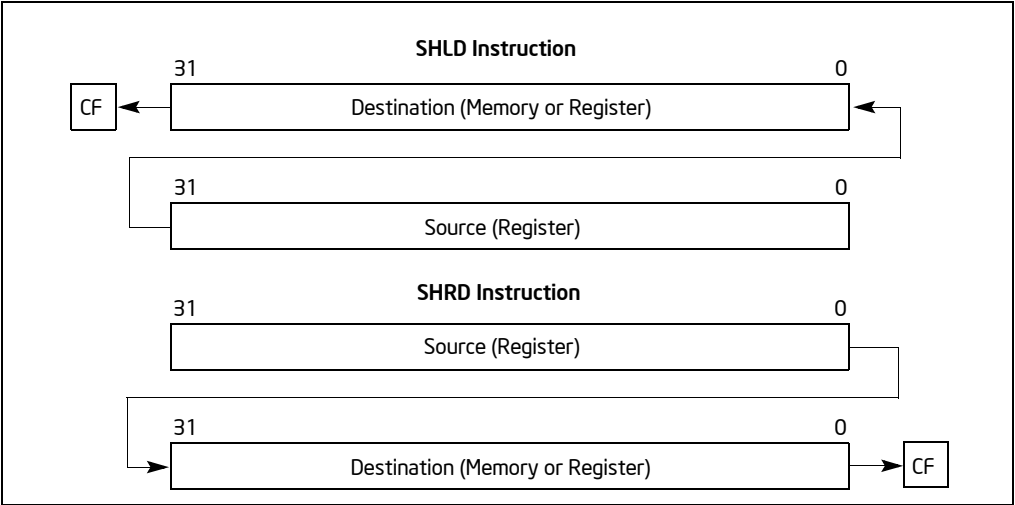 SHLD Instruction
31 0
CF Destination (Memory or Register)
31 0
Source (Register)
SHRD Instruction
31 0
Source (Register)
31 0
Destination (Memory or Register) CF